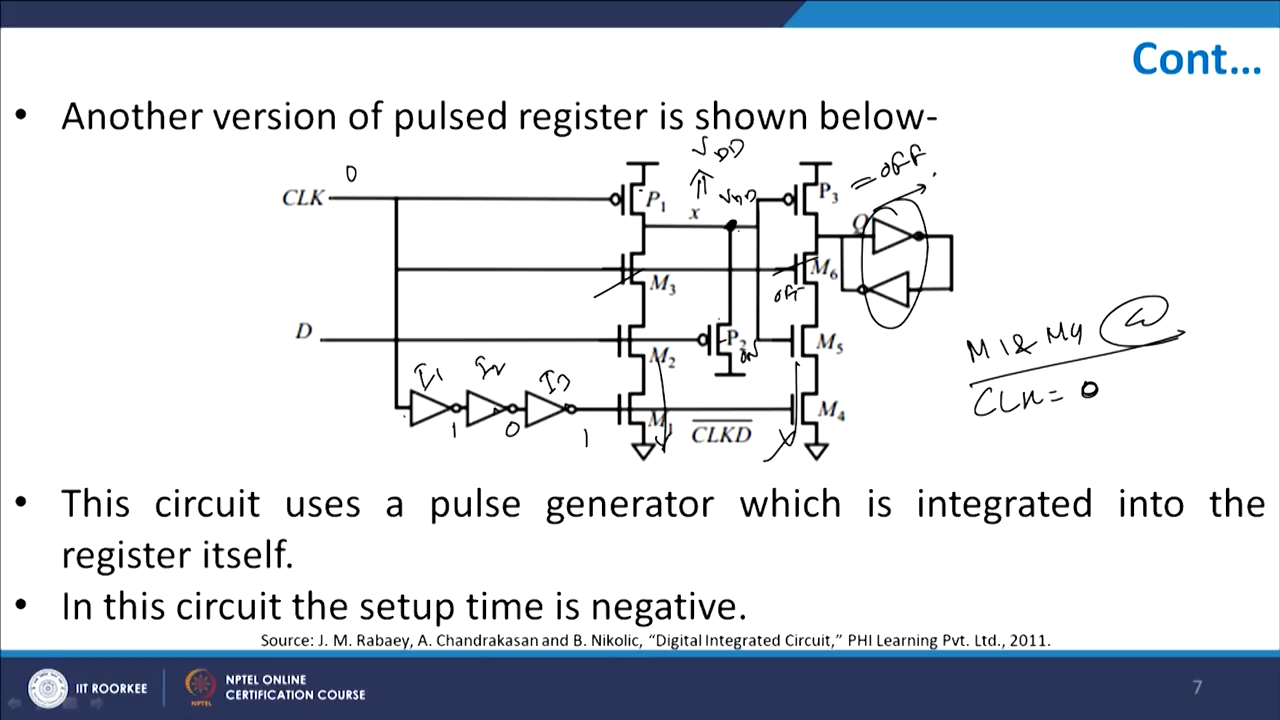 Cont...
• Another version of pulsed register is shown below-
VDD
= off
0
CLK
P1
x
VDD
P3
Q
M3
M6
off
D
M2
P2
on
M5
M1 & M4
CLK = 0
I1
I2
I3
1
0
1
M1
CLKD
M4
• This circuit uses a pulse generator which is integrated into the
register itself.
• In this circuit the setup time is negative.
Source: J. M. Rabaey, A. Chandrakasan and B. Nikolic, “Digital Integrated Circuit,” PHI Learning Pvt. Ltd., 2011.
IIT ROORKEE
NPTEL ONLINE
CERTIFICATION COURSE
NPTEL
7